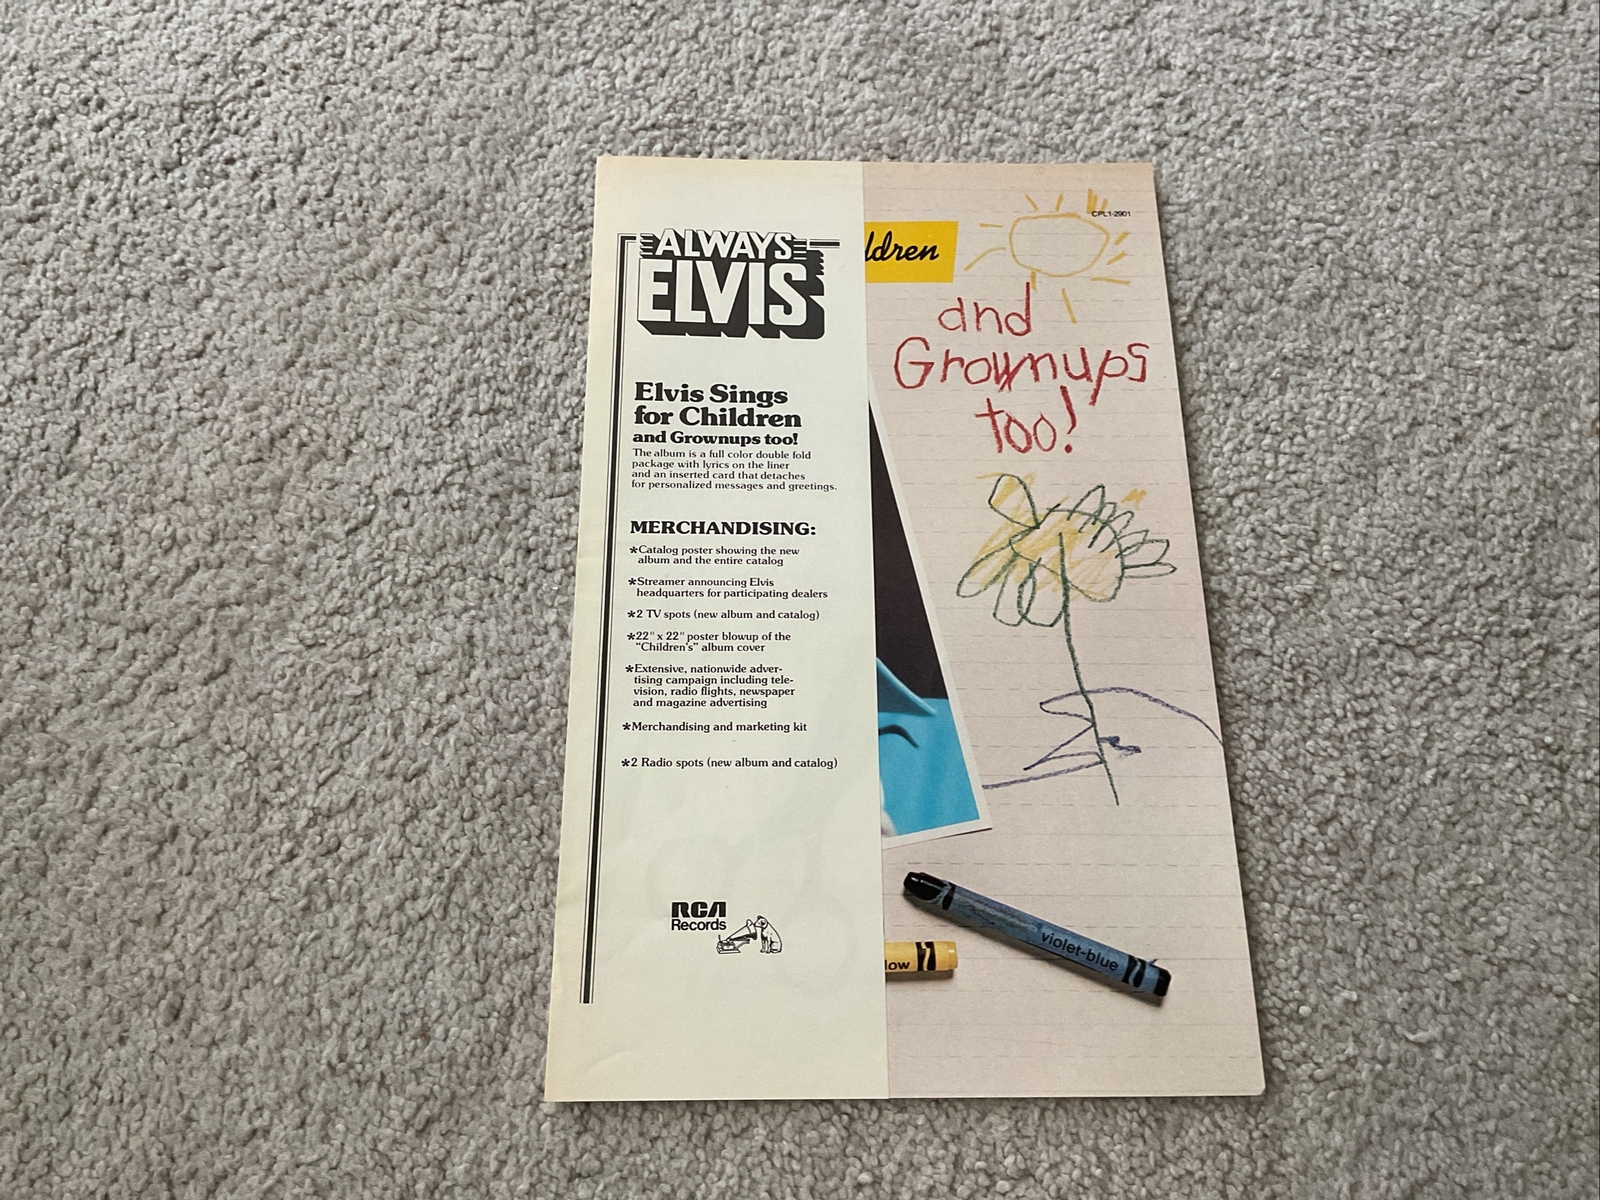 ALWAYS
ELVIS
Elvis Sings
for Children
and Grownups too!
The album is a full color double fold
package with lyrics on the liner
and an inserted card that detaches
for personalized messages and greetings.
MERCHANDISING:
*Catalog poster showing the new
album and the entire catalog
*Streamer announcing Elvis
headquarters for participating dealers
*2 TV spots (new album and catalog)
*22" x 22" poster blowup of the
"Children's" album cover
*Extensive, nationwide adver-
tising campaign including tele-
vision, radio flights, newspaper
and magazine advertising
*Merchandising and marketing kit
*2 Radio spots (new album and catalog)
RCA
Records
CPL1-2901
ldren
and
Grownups
too!
violet-blue
low